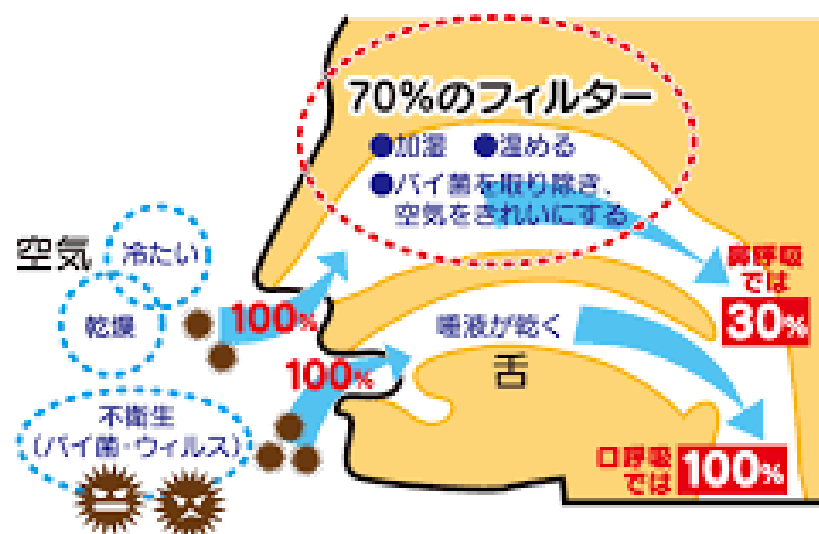 70%のフィルター
●加湿 ●温める
●バイ菌を取り除き、
空気をきれいにする
空気
冷たい
乾燥
不衛生
(バイ菌・ウィルス)
100%
100%
唾液が乾く
舌
鼻呼吸
では
30%
口呼吸
では
100%